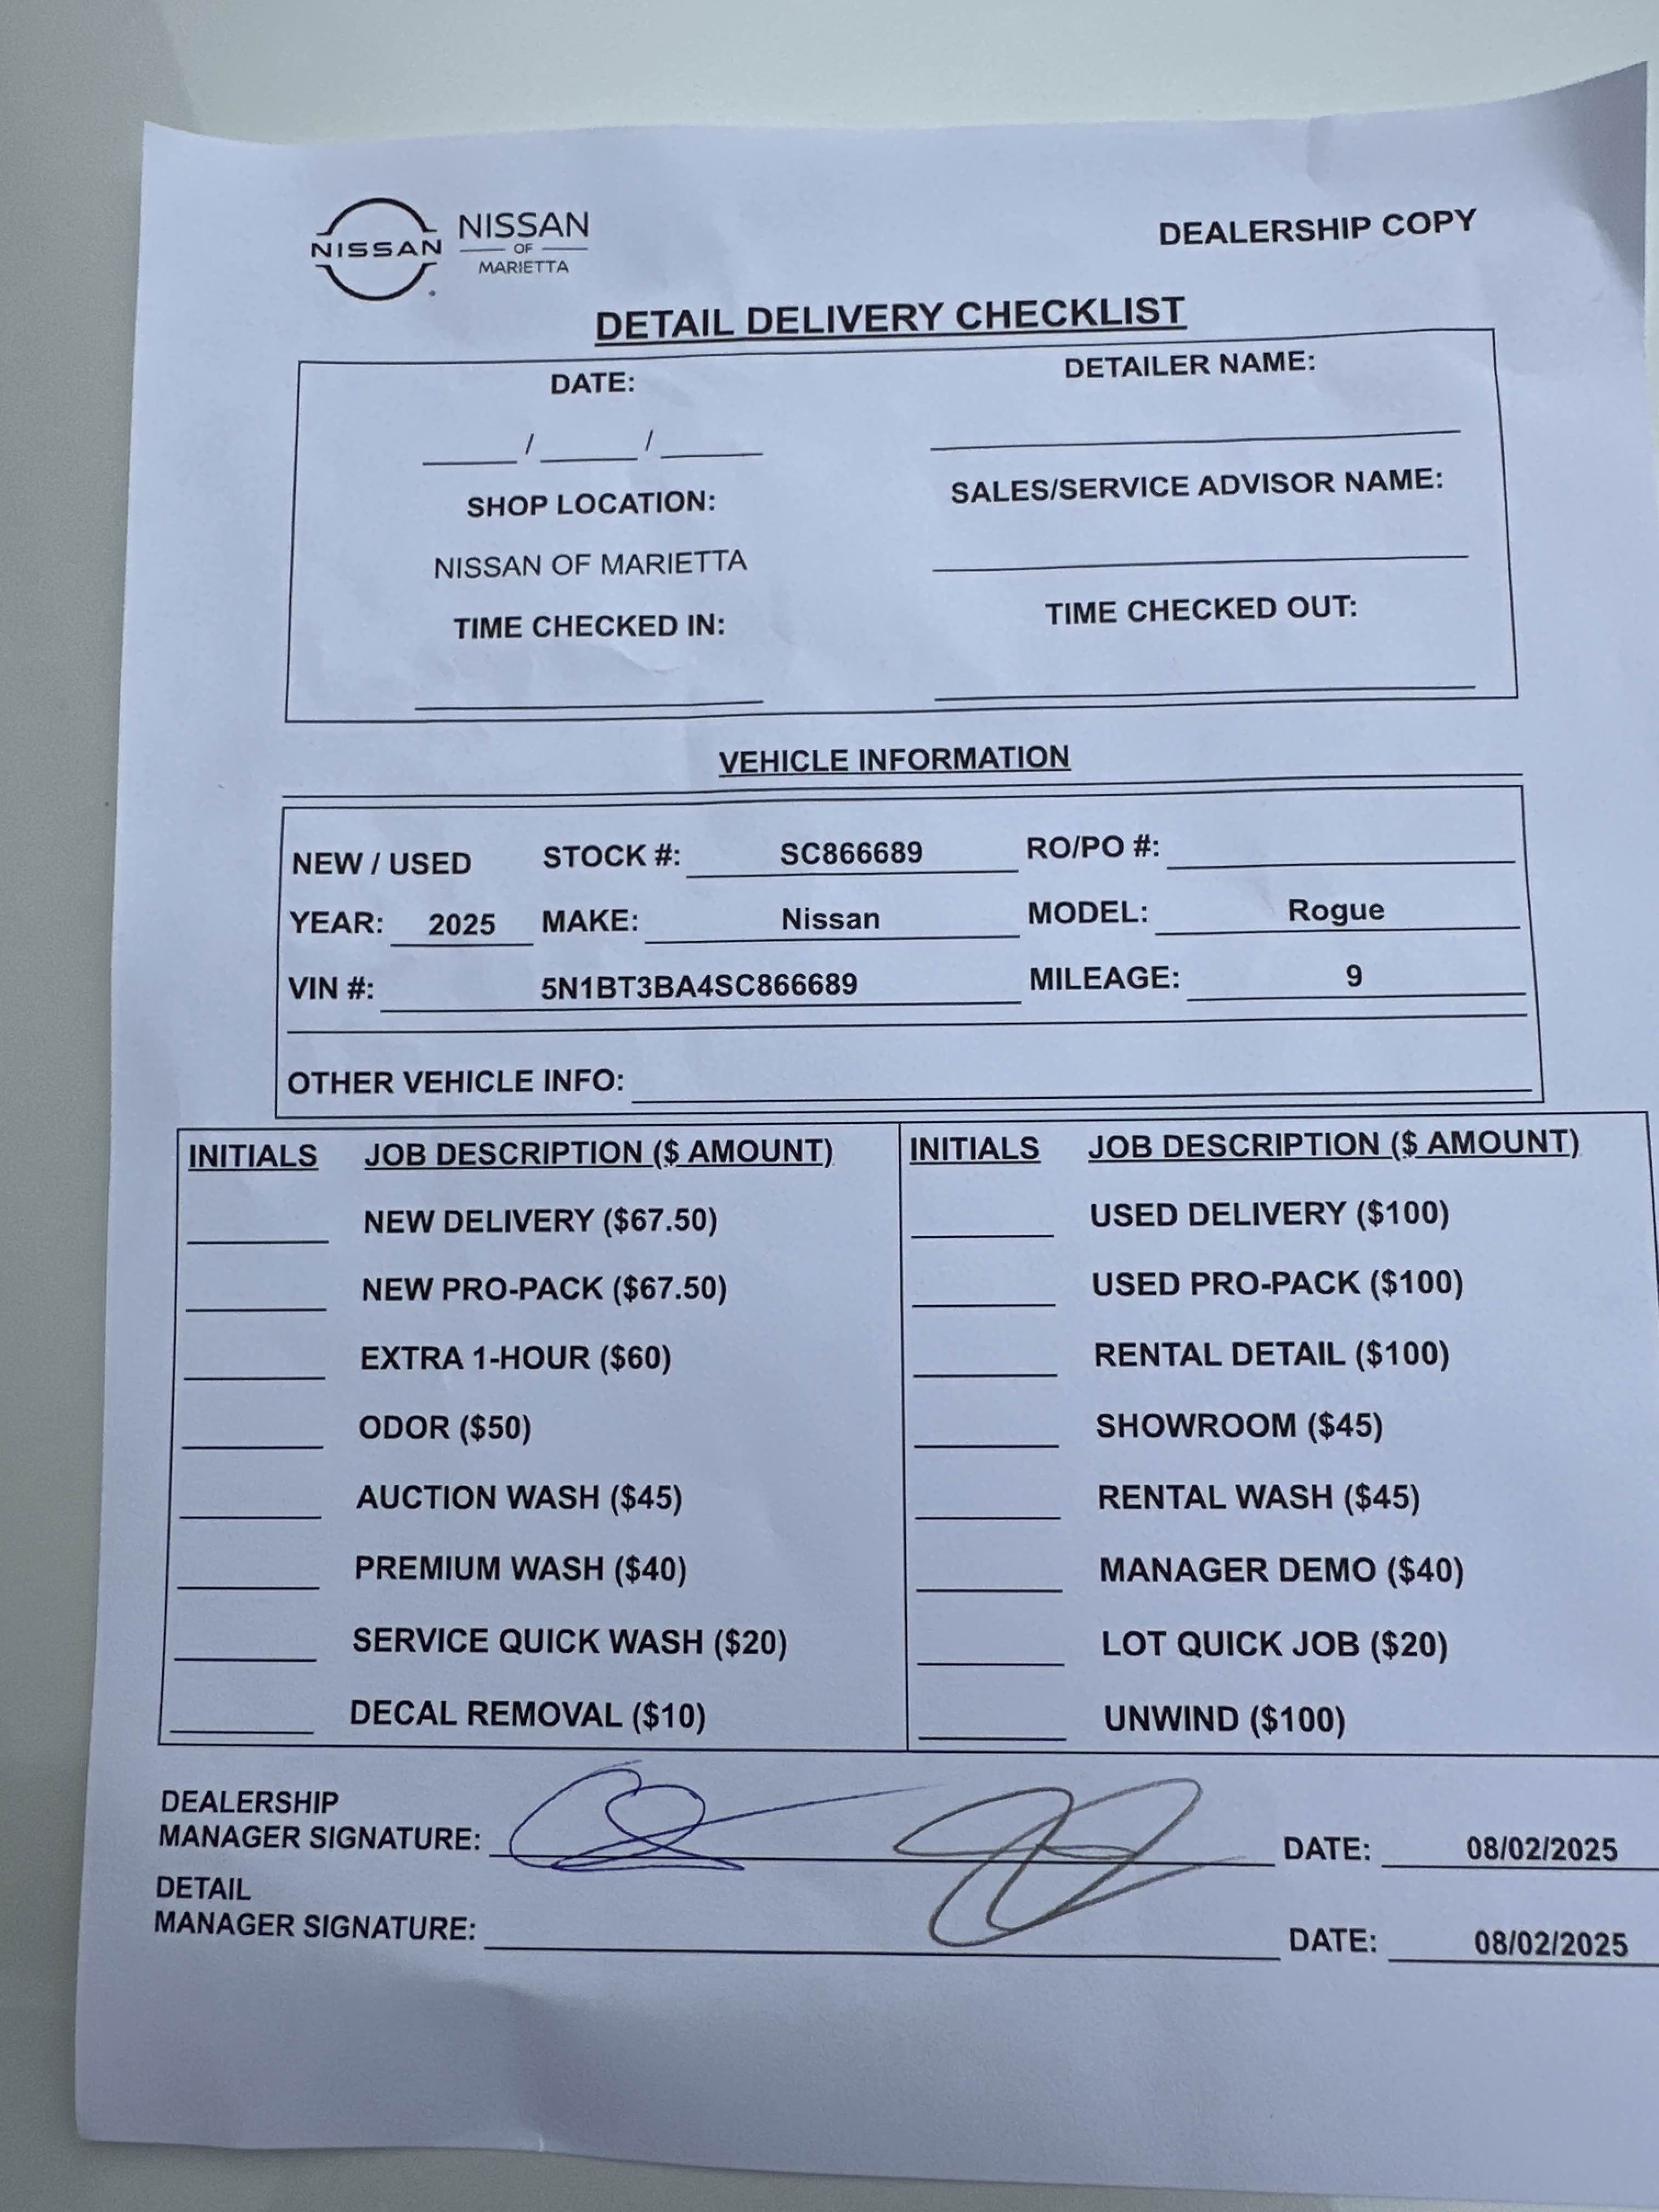 NISSAN
NISSAN
OF
MARIETTA
DEALERSHIP COPY
DETAIL DELIVERY CHECKLIST
DATE:
DETAILER NAME:
____ / ____ / ____
SHOP LOCATION:
SALES/SERVICE ADVISOR NAME:
NISSAN OF MARIETTA
TIME CHECKED IN:
TIME CHECKED OUT:
VEHICLE INFORMATION
NEW / USED STOCK #: SC866689 RO/PO #:
YEAR: 2025 MAKE: Nissan MODEL: Rogue
VIN #: 5N1BT3BA4SC866689 MILEAGE: 9
OTHER VEHICLE INFO:
INITIALS JOB DESCRIPTION ($ AMOUNT) INITIALS JOB DESCRIPTION ($ AMOUNT)
NEW DELIVERY ($67.50) USED DELIVERY ($100)
NEW PRO-PACK ($67.50) USED PRO-PACK ($100)
EXTRA 1-HOUR ($60) RENTAL DETAIL ($100)
ODOR ($50) SHOWROOM ($45)
AUCTION WASH ($45) RENTAL WASH ($45)
PREMIUM WASH ($40) MANAGER DEMO ($40)
SERVICE QUICK WASH ($20) LOT QUICK JOB ($20)
DECAL REMOVAL ($10) UNWIND ($100)
DEALERSHIP
MANAGER SIGNATURE: DATE: 08/02/2025
DETAIL
MANAGER SIGNATURE: DATE: 08/02/2025